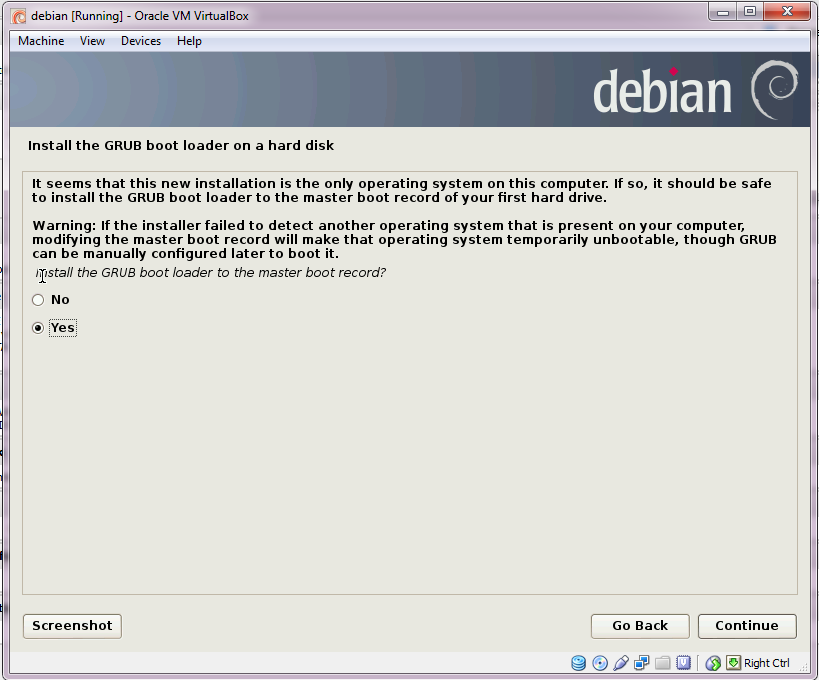 debian [Running] - Oracle VM VirtualBox
Machine View Devices Help
debian
Install the GRUB boot loader on a hard disk
It seems that this new installation is the only operating system on this computer. If so, it should be safe
to install the GRUB boot loader to the master boot record of your first hard drive.
Warning: If the installer failed to detect another operating system that is present on your computer,
modifying the master boot record will make that operating system temporarily unbootable, though GRUB
can be manually configured later to boot it.
Install the GRUB boot loader to the master boot record?
No
Yes
Screenshot Go Back Continue
Right Ctrl